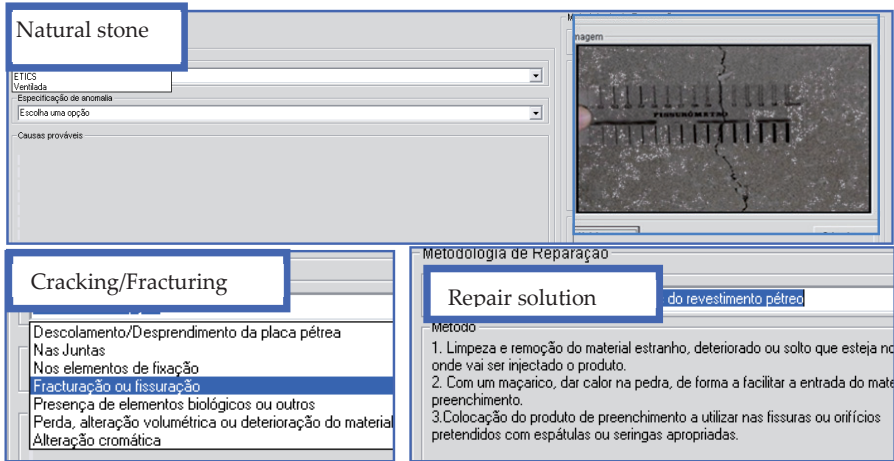 Natural stone
ETICS
Ventilada
Especificação de anomalia
Escolha uma opção
Causas prováveis
magem
FISSURÓMETRO
Cracking/Fracturing
Descolamento/Desprendimento da placa pétrea
Nas Juntas
Nos elementos de fixação
Fracturação ou fissuração
Presença de elementos biológicos ou outros
Perda, alteração volumétrica ou deterioração do material
Alteração cromática
Metodologia de Reparação
Repair solution
do revestimento pétreo
Metodo
1. Limpeza e remoção do material estranho, deteriorado ou solto que esteja no
onde vai ser injectado o produto.
2. Com um maçarico, dar calor na pedra, de forma a facilitar a entrada do mate
preenchimento.
3.Colocação do produto de preenchimento a utilizar nas fissuras ou orifícios
pretendidos com espátulas ou seringas apropriadas.